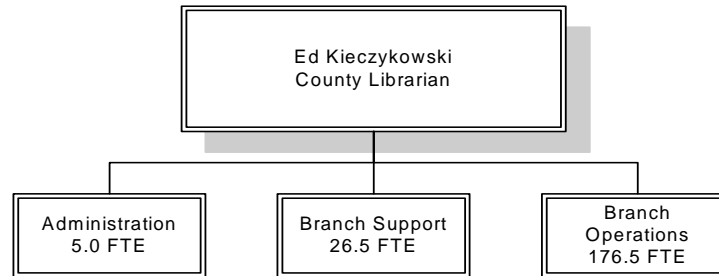 Ed Kieczykowski
County Librarian
Administration
5.0 FTE
Branch Support
26.5 FTE
Branch
Operations
176.5 FTE